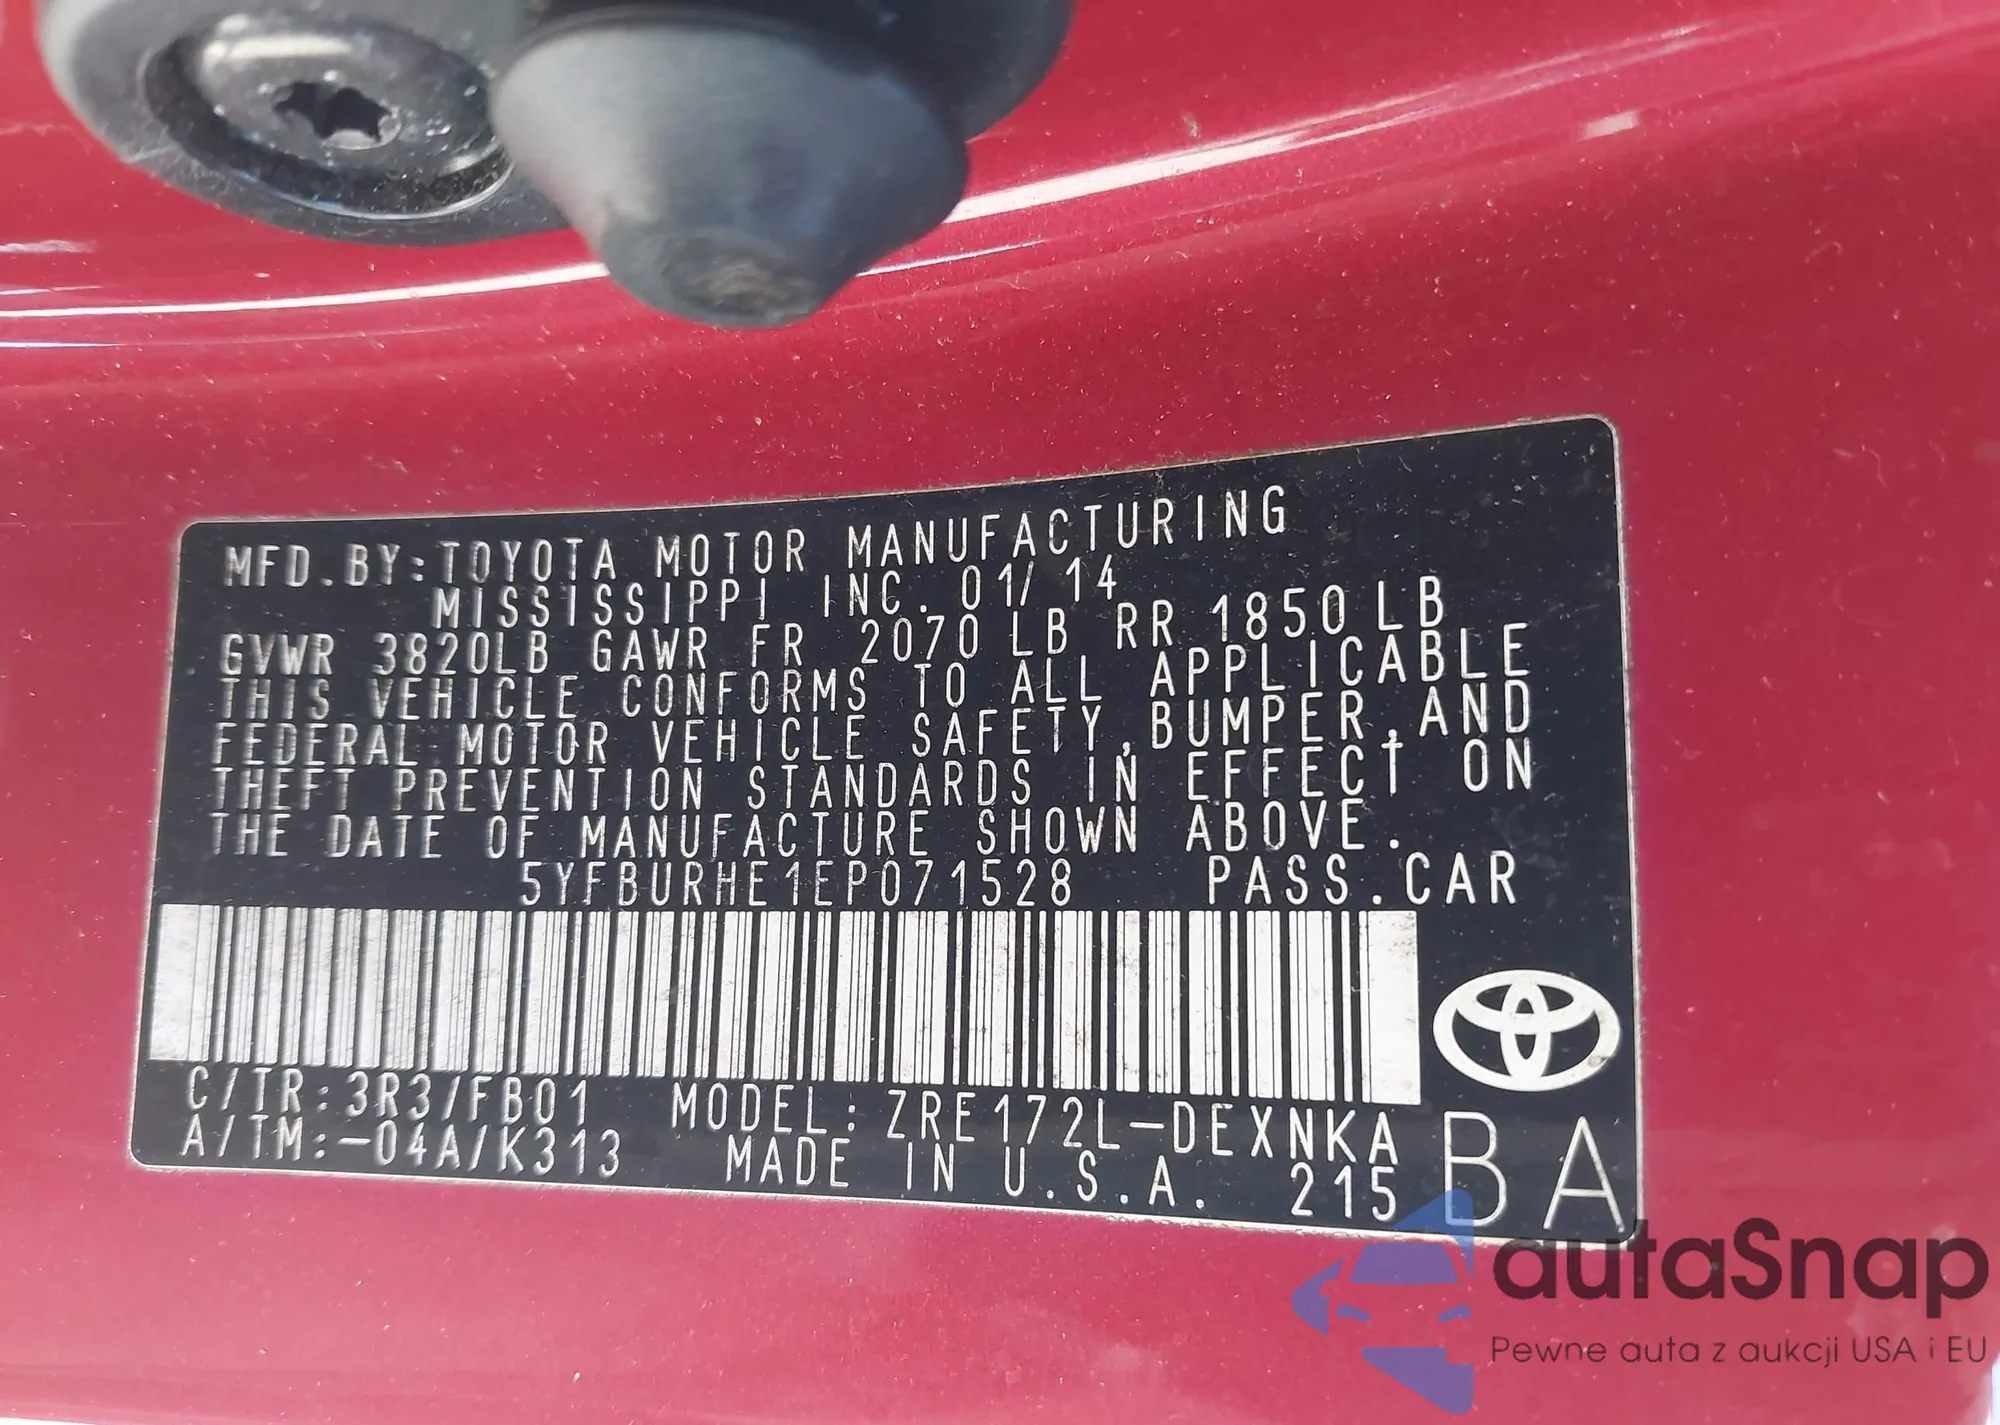 MFD.BY:TOYOTA MOTOR MANUFACTURING
MISSISSIPPI INC. 01/14
GVWR 3820LB GAWR FR 2070LB RR 1850LB
THIS VEHICLE CONFORMS TO ALL APPLICABLE
FEDERAL MOTOR VEHICLE SAFETY,BUMPER,AND
THEFT PREVENTION STANDARDS IN EFFECT ON
THE DATE OF MANUFACTURE SHOWN ABOVE.
5YFBURHE1EP071528 PASS.CAR
C/TR:3R3/FB01 MODEL:ZRE172L-DEXNKA
A/TM:-04A/K313 MADE IN U.S.A. 215
BA
autaSnap
Pewne auta z aukcji USA i EU